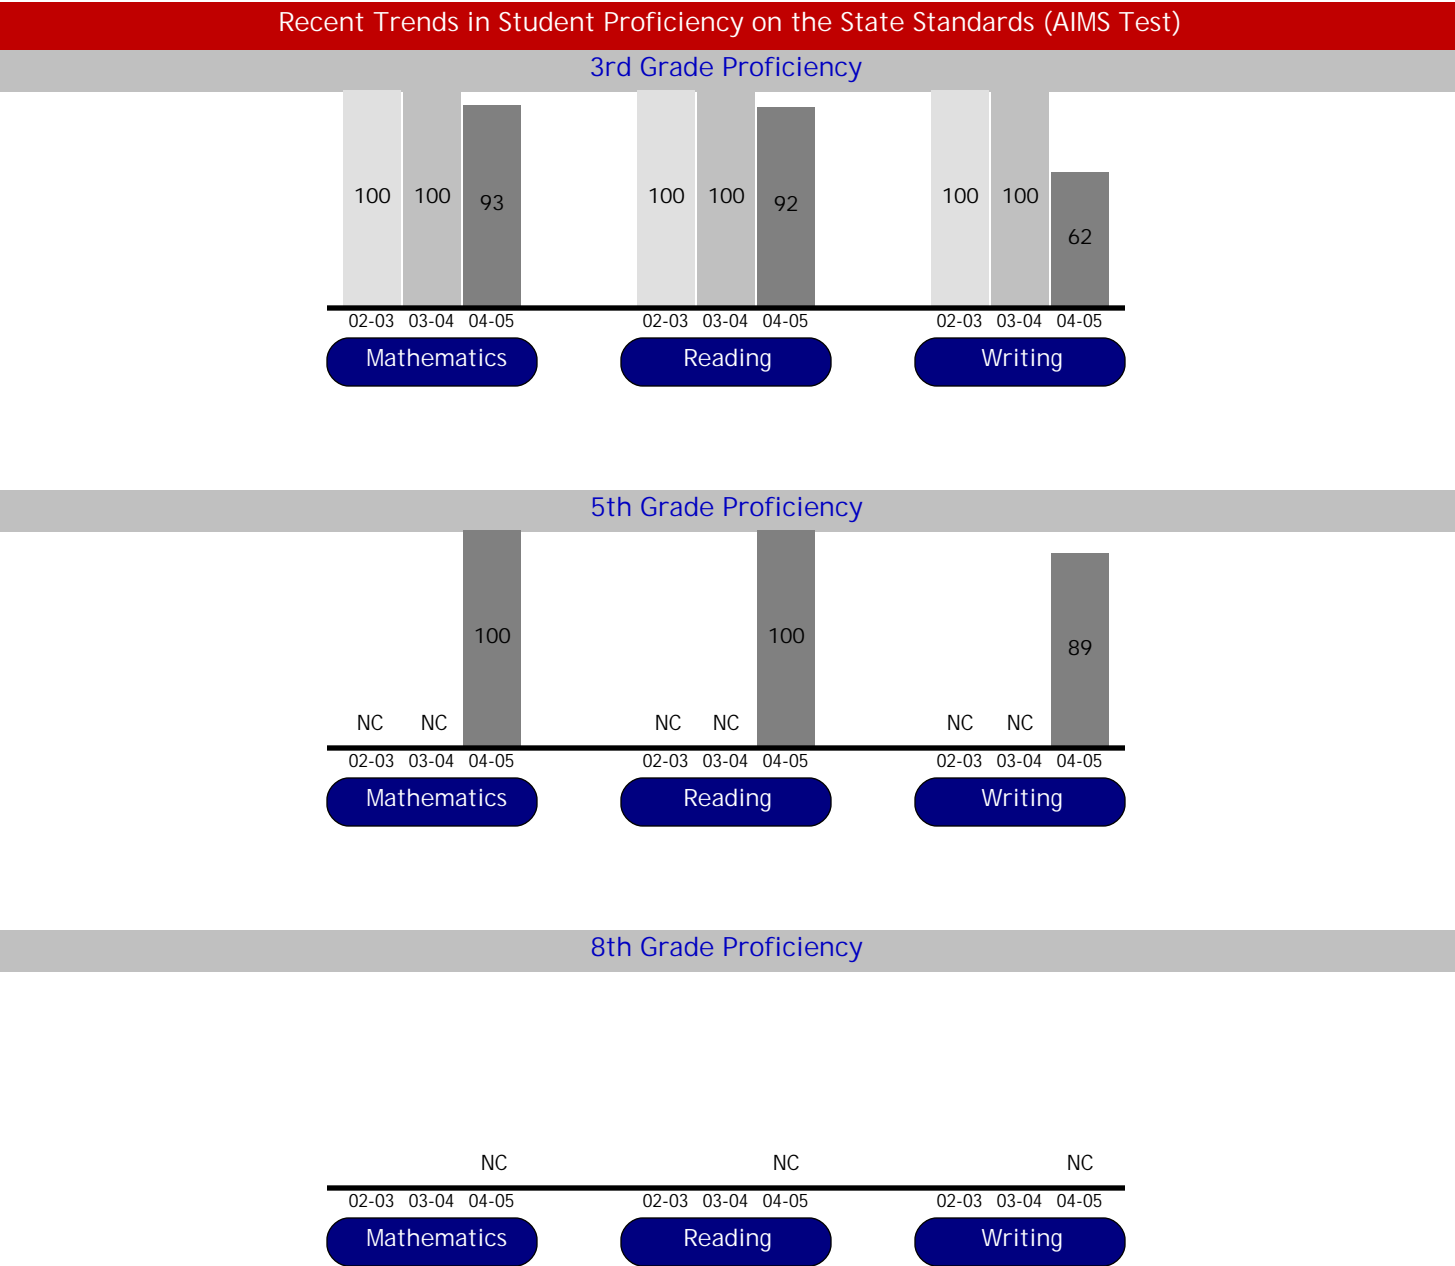 Recent Trends in Student Proficiency on the State Standards (AIMS Test)
3rd Grade Proficiency
100 100 93 100 100 92 100 100 62
02-03 03-04 04-05 02-03 03-04 04-05 02-03 03-04 04-05
Mathematics Reading Writing
5th Grade Proficiency
100 100 89
NC NC NC NC NC NC
02-03 03-04 04-05 02-03 03-04 04-05 02-03 03-04 04-05
Mathematics Reading Writing
8th Grade Proficiency
NC NC NC
02-03 03-04 04-05 02-03 03-04 04-05 02-03 03-04 04-05
Mathematics Reading Writing